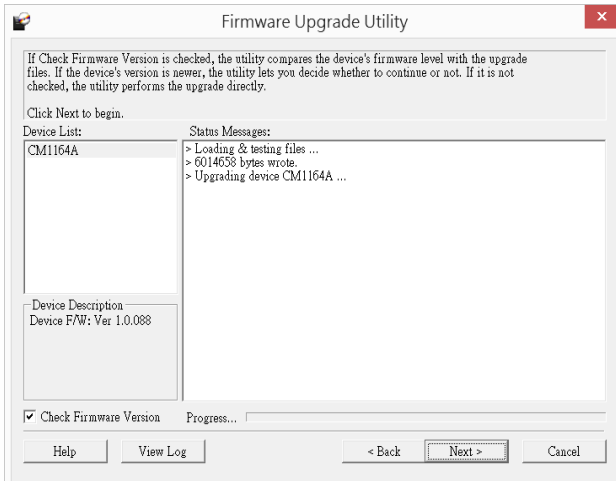 Firmware Upgrade Utility
If Check Firmware Version is checked, the utility compares the device's firmware level with the upgrade
files. If the device's version is newer, the utility lets you decide whether to continue or not. If it is not
checked, the utility performs the upgrade directly.
Click Next to begin.
Device List:
CM1164A
Status Messages:
> Loading & testing files ...
> 6014658 bytes wrote.
> Upgrading device CM1164A ...
Device Description
Device F/W: Ver 1.0.088
Check Firmware Version
Progress...
Help
View Log
< Back
Next >
Cancel